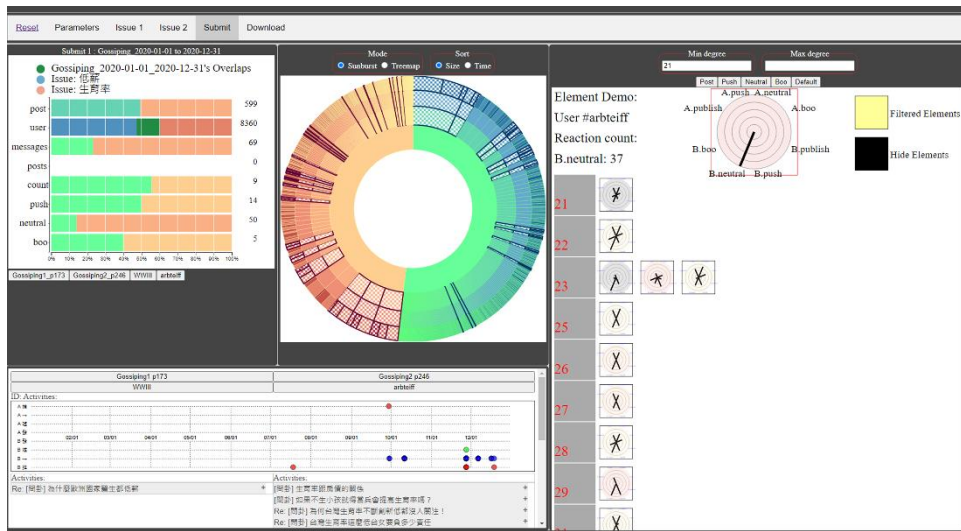 Reset Parameters Issue 1 Issue 2 Submit Download
Submit 1 : Gossiping_2020-01-01 to 2020-12-31
Gossiping_2020-01-01_2020-12-31's Overlaps
Issue: 低薪
Issue: 生育率
post 599
user 8360
messages 69
posts 0
count 9
push 14
neutral 50
boo 5
0% 10% 20% 30% 40% 50% 60% 70% 80% 90% 100%
Gossiping1_p173 Gossiping2_p246 WWIII arbteiff
Mode Sort
Sunburst Treemap Size Time
Min degree Max degree
21
Post Push Neutral Boo Default
Element Demo:
User #arbteiff
Reaction count:
B.neutral: 37
A.push A.neutral
A.publish A.boo
B.boo B.publish
B.neutral B.push
Filtered Elements
Hide Elements
21
22
23
25
26
27
28
29
Gossiping1 p173 Gossiping2 p246
WWIII arbteiff
ID: Activities:
02/01 03/01 04/01 05/01 06/01 07/01 08/01 09/01 10/01 11/01 12/01
Activities: Activities:
Re: [問卦] 為什麼歐洲國家醫生都低薪 +
[問卦] 生育率跟房價的關係 +
[問卦] 如果不生小孩就得當兵會提高生育率嗎？ +
Re: [問卦] 為何台灣生育率不斷創新低都沒人關注！ +
Re: [問卦] 台灣生育率這麼低台女要負多少責任 +